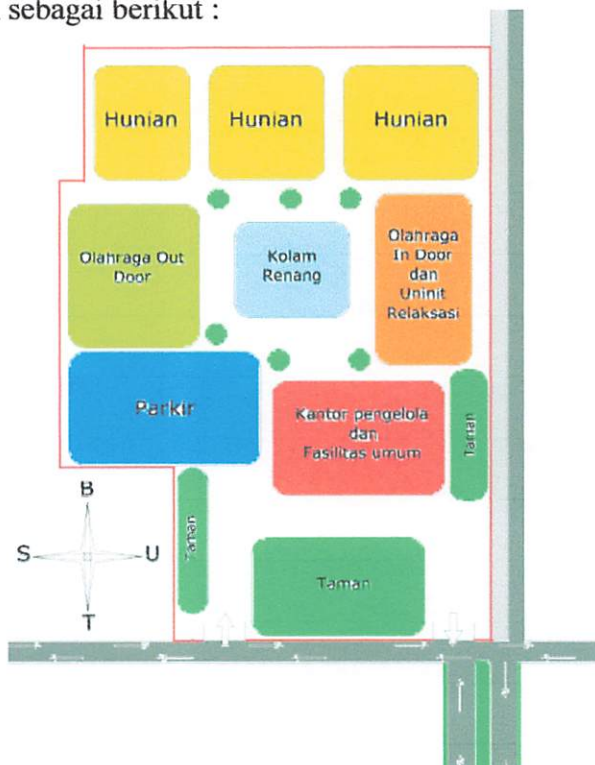 sebagai berikut :
Hunian
Hunian
Hunian
Olahraga Out
Door
Kolam
Renang
Olahraga
In Door
dan
Uninit
Relaksasi
Parkir
Kantor pengelola
dan
Fasilitas umum
Taman
Taman
Taman
B
S
U
T